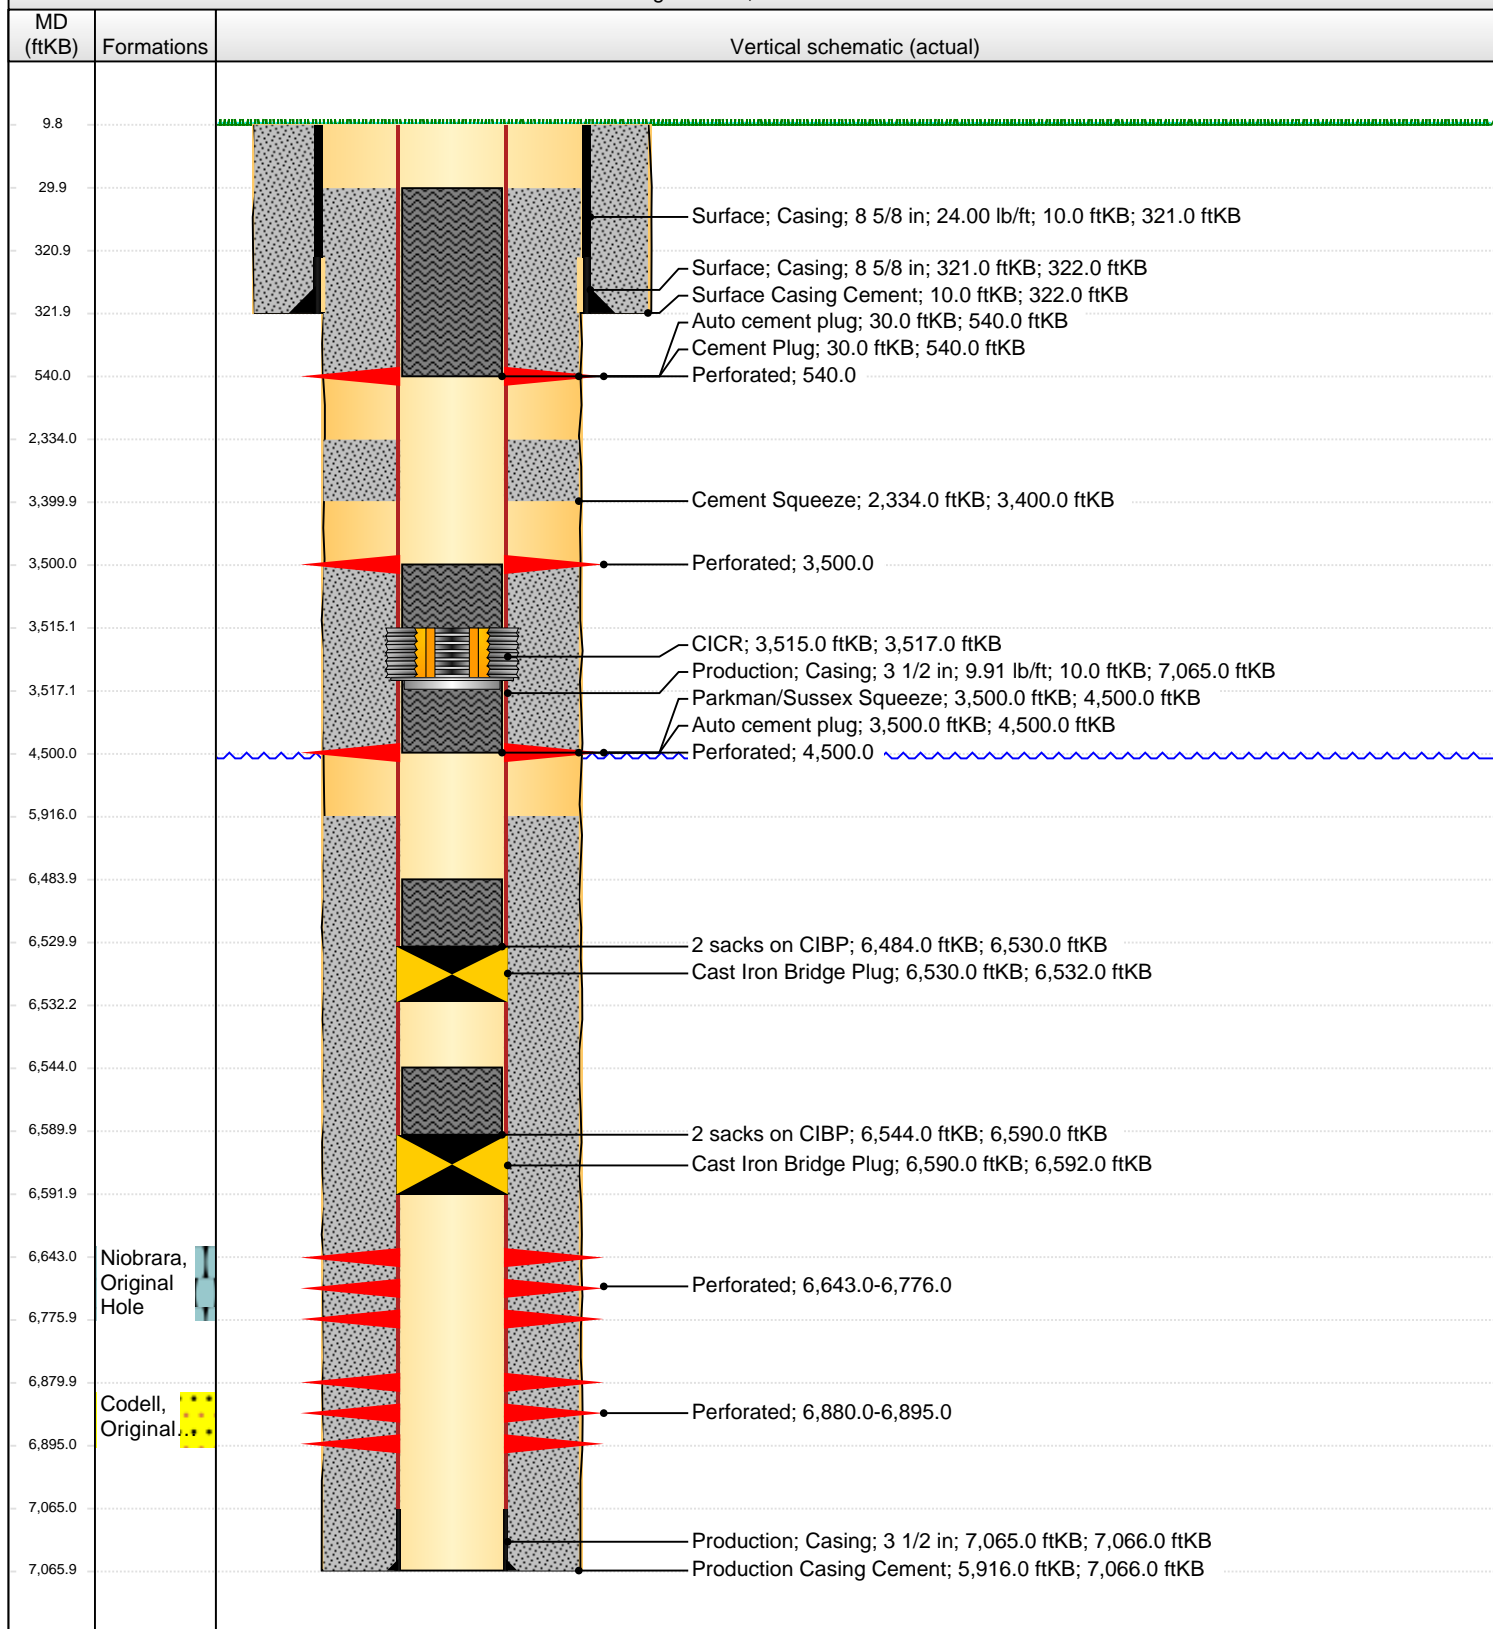 MD
(ftKB)
Formations
Vertical schematic (actual)
9.8
29.9
Surface; Casing; 8 5/8 in; 24.00 lb/ft; 10.0 ftKB; 321.0 ftKB
320.9
Surface; Casing; 8 5/8 in; 321.0 ftKB; 322.0 ftKB
Surface Casing Cement; 10.0 ftKB; 322.0 ftKB
321.9
Auto cement plug; 30.0 ftKB; 540.0 ftKB
Cement Plug; 30.0 ftKB; 540.0 ftKB
540.0
Perforated; 540.0
2,334.0
3,399.9
Cement Squeeze; 2,334.0 ftKB; 3,400.0 ftKB
3,500.0
Perforated; 3,500.0
3,515.1
CICR; 3,515.0 ftKB; 3,517.0 ftKB
Production; Casing; 3 1/2 in; 9.91 lb/ft; 10.0 ftKB; 7,065.0 ftKB
3,517.1
Parkman/Sussex Squeeze; 3,500.0 ftKB; 4,500.0 ftKB
Auto cement plug; 3,500.0 ftKB; 4,500.0 ftKB
4,500.0
Perforated; 4,500.0
5,916.0
6,483.9
6,529.9
2 sacks on CIBP; 6,484.0 ftKB; 6,530.0 ftKB
Cast Iron Bridge Plug; 6,530.0 ftKB; 6,532.0 ftKB
6,532.2
6,544.0
6,589.9
2 sacks on CIBP; 6,544.0 ftKB; 6,590.0 ftKB
Cast Iron Bridge Plug; 6,590.0 ftKB; 6,592.0 ftKB
6,591.9
6,643.0
Niobrara,
Original
Hole
Perforated; 6,643.0-6,776.0
6,775.9
6,879.9
Codell,
Original...
Perforated; 6,880.0-6,895.0
6,895.0
7,065.0
Production; Casing; 3 1/2 in; 7,065.0 ftKB; 7,066.0 ftKB
7,065.9
Production Casing Cement; 5,916.0 ftKB; 7,066.0 ftKB